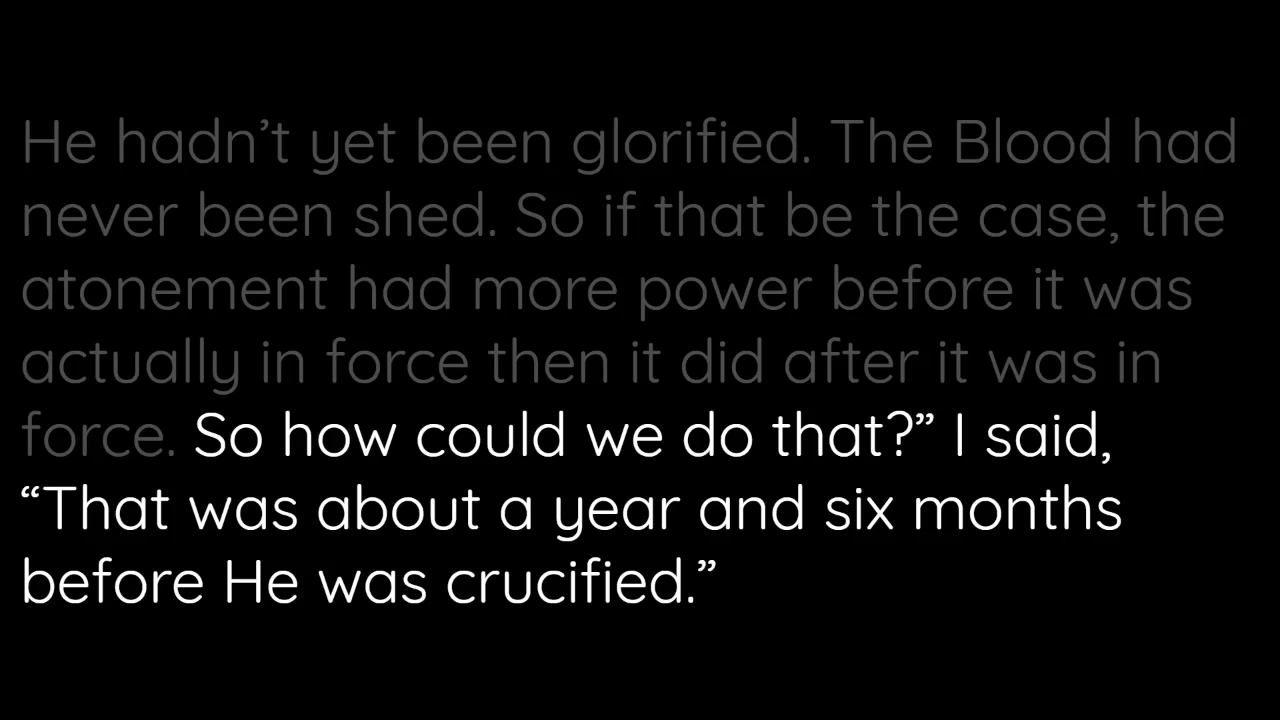 He hadn’t yet been glorified. The Blood had
never been shed. So if that be the case, the
atonement had more power before it was
actually in force then it did after it was in
force. So how could we do that?” I said,
“That was about a year and six months
before He was crucified.”